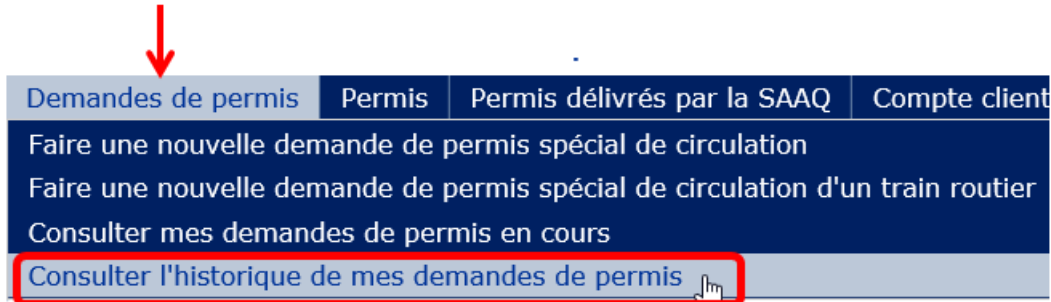 Demandes de permis Permis Permis délivrés par la SAAQ Compte client
Faire une nouvelle demande de permis spécial de circulation
Faire une nouvelle demande de permis spécial de circulation d'un train routier
Consulter mes demandes de permis en cours
Consulter l'historique de mes demandes de permis